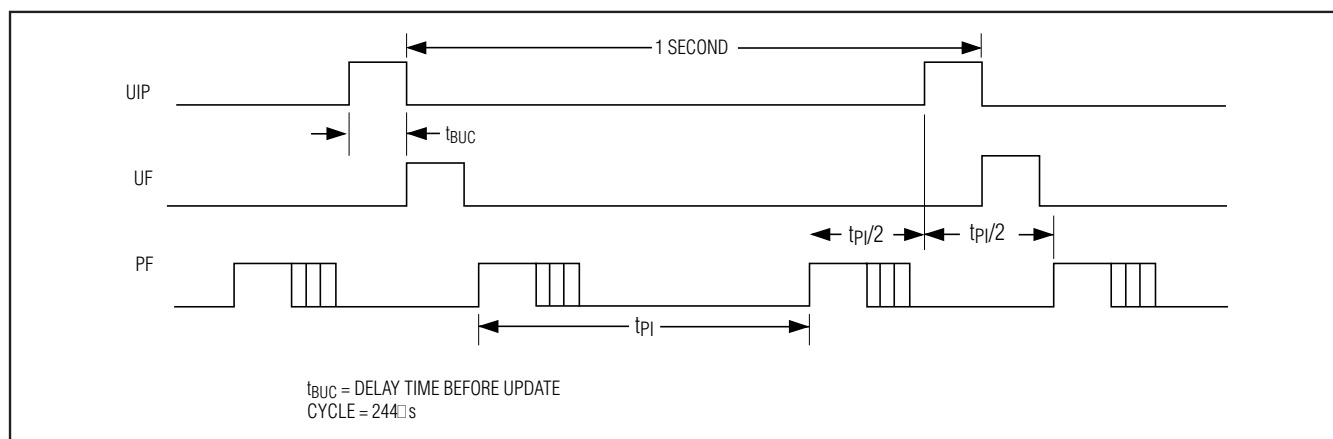 1 SECOND
UIP
tBUC
UF
tPI/2 tPI/2
PF
tPI
tBUC = DELAY TIME BEFORE UPDATE
CYCLE = 244□s